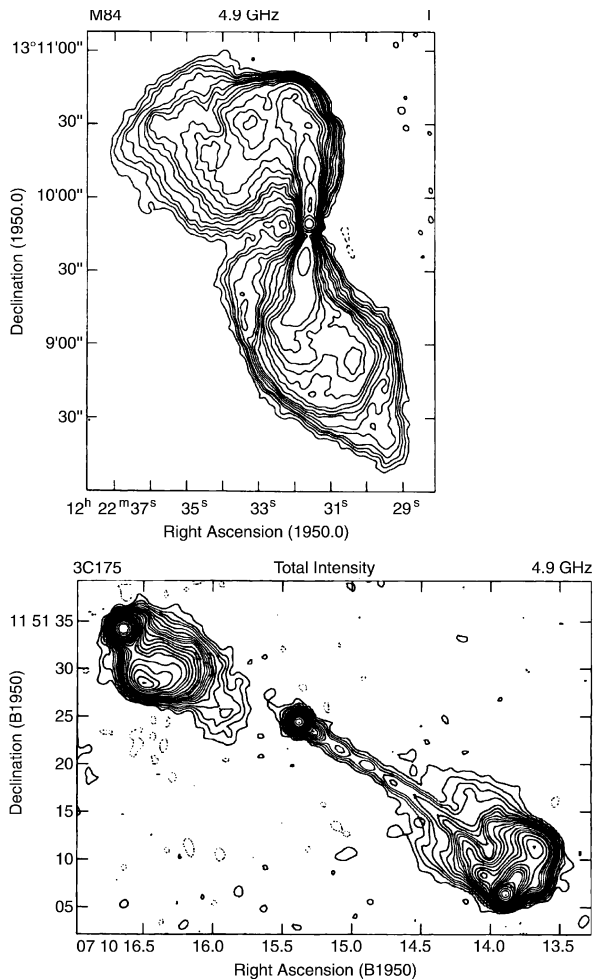 M84 4.9 GHz I
13°11'00"
30"
10'00"
30"
9'00"
30"
Declination (1950.0)
12ʰ 22ᵐ37ˢ 35ˢ 33ˢ 31ˢ 29ˢ
Right Ascension (1950.0)
3C175 Total Intensity 4.9 GHz
11 51 35
30
25
20
15
10
05
Declination (B1950)
07 10 16.5 16.0 15.5 15.0 14.5 14.0 13.5
Right Ascension (B1950)